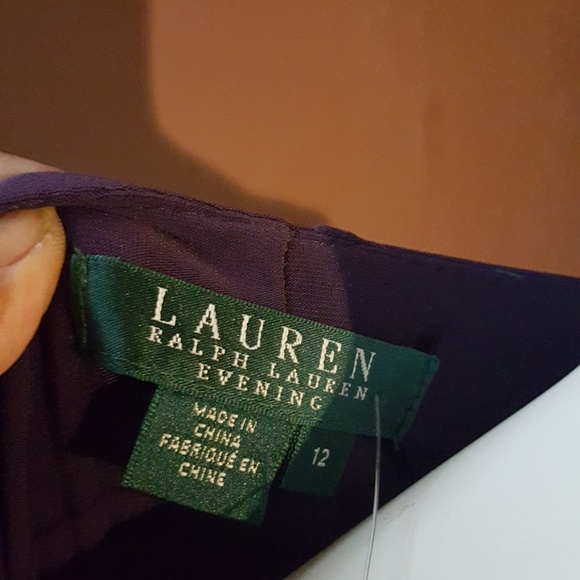 LAUREN
RALPH LAUREN
EVENING
MADE IN
CHINA
FABRIQUÉ EN
CHINE
12